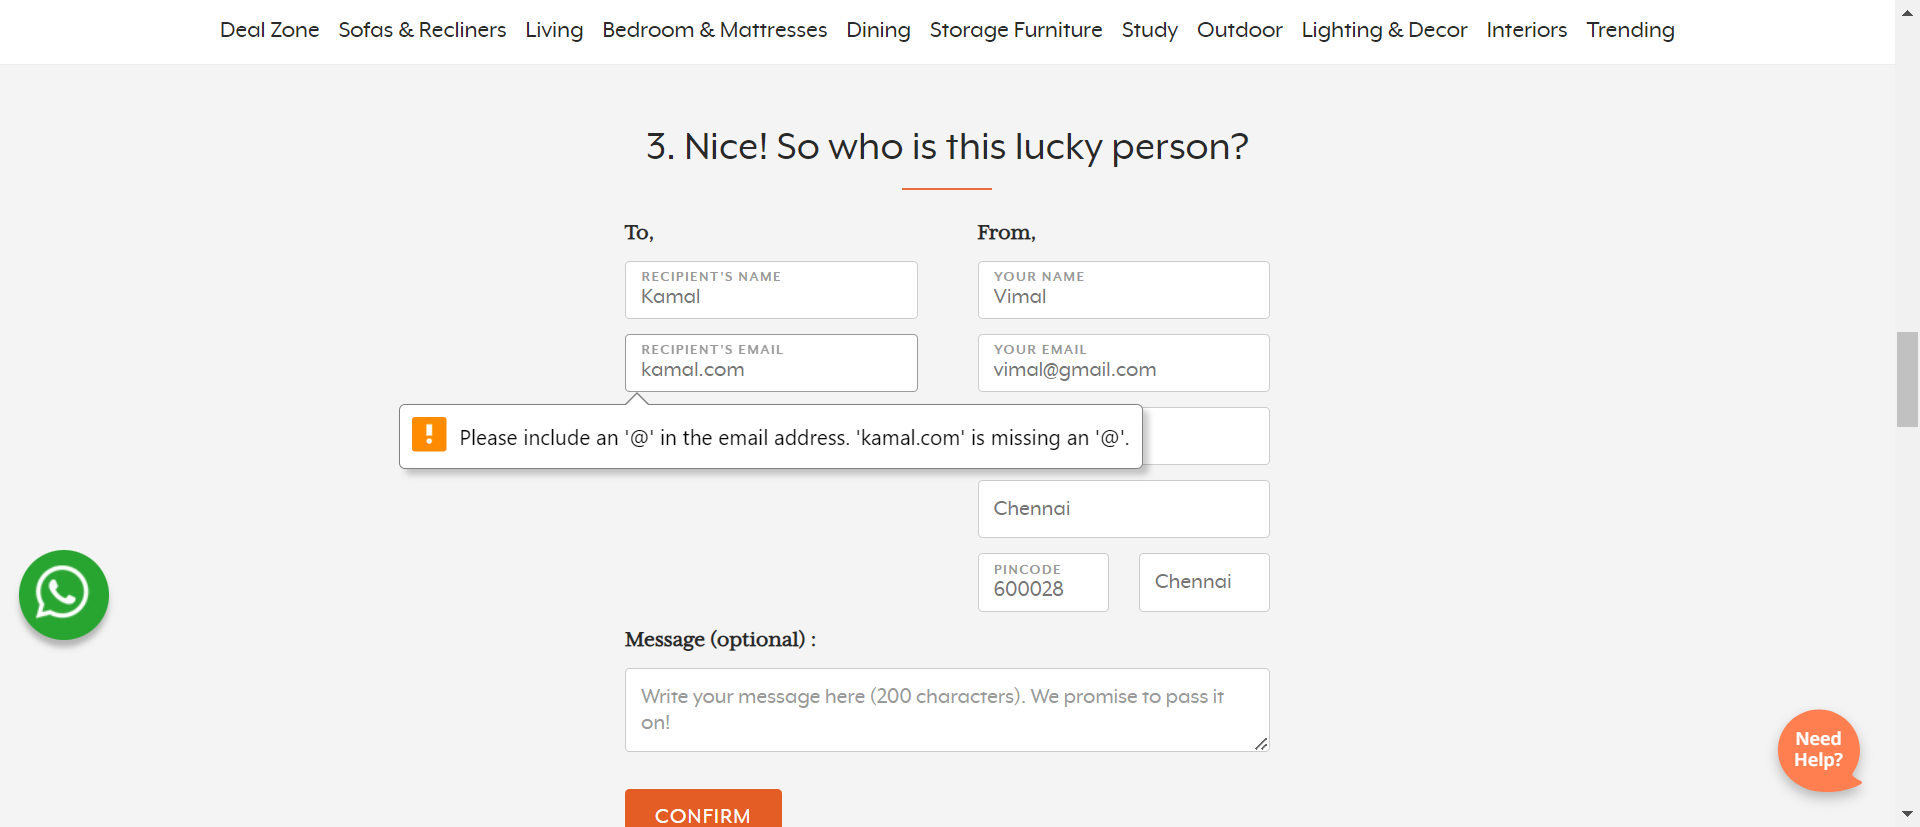 Deal Zone Sofas & Recliners Living Bedroom & Mattresses Dining Storage Furniture Study Outdoor Lighting & Decor Interiors Trending
3. Nice! So who is this lucky person?
To,
From,
RECIPIENT'S NAME
Kamal
YOUR NAME
Vimal
RECIPIENT'S EMAIL
kamal.com
YOUR EMAIL
vimal@gmail.com
Please include an '@' in the email address. 'kamal.com' is missing an '@'.
Chennai
PINCODE
600028
Chennai
Message (optional) :
Write your message here (200 characters). We promise to pass it
on!
Need
Help?
CONFIRM